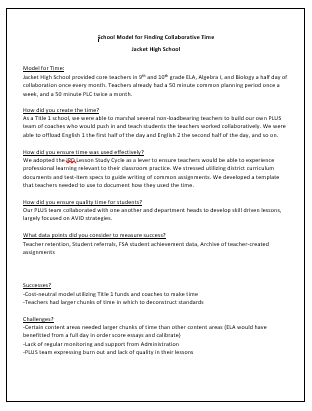 School Model for Finding Collaborative Time
Jacket High School
Model for Time:
Jacket High School provided core teachers in 9th and 10th grade ELA, Algebra I, and Biology a half day of
collaboration once every two weeks. Teachers already had a 50 minute common planning period once a
week, and a 50 minute PLC twice a month.
How did you create the time?
As a Title 1 school, we were able to marshal several non-loadbearing teachers to build our own PLUS
team of coaches who would push in and teach students the teachers worked collaboratively. We were
able to offload English 1 the first half of the day and English 2 the second half of the day, and so on.
How did you ensure time was used effectively?
We adopted the Lesson Study Cycle as a lever to ensure teachers would be able to experience
professional learning relevant to their classroom practice. We stressed utilizing district curriculum
documents and test-item specs to guide writing of common assignments. We developed a template
that teachers needed to use to document how they used the time.
How did you ensure quality time for students?
Our PLUS team collaborated with one another and department heads to develop skill driven lessons,
largely focused on AVID strategies.
What data points did you consider to measure success?
Teacher retention, Student referrals, FSA student achievement data, Archive of teacher-created
assignments
Successes?
-Cost-neutral model utilizing Title 1 funds and coaches to make time
-Teachers had larger chunks of time in which to deconstruct standards
Challenges?
-Certain content areas needed larger chunks of time than other content areas (ELA would have
benefitted from a full day in order score essays and calibrate)
-Lack of regular monitoring and support from Administration
-PLUS team expressing burn out and lack of quality in their lessons